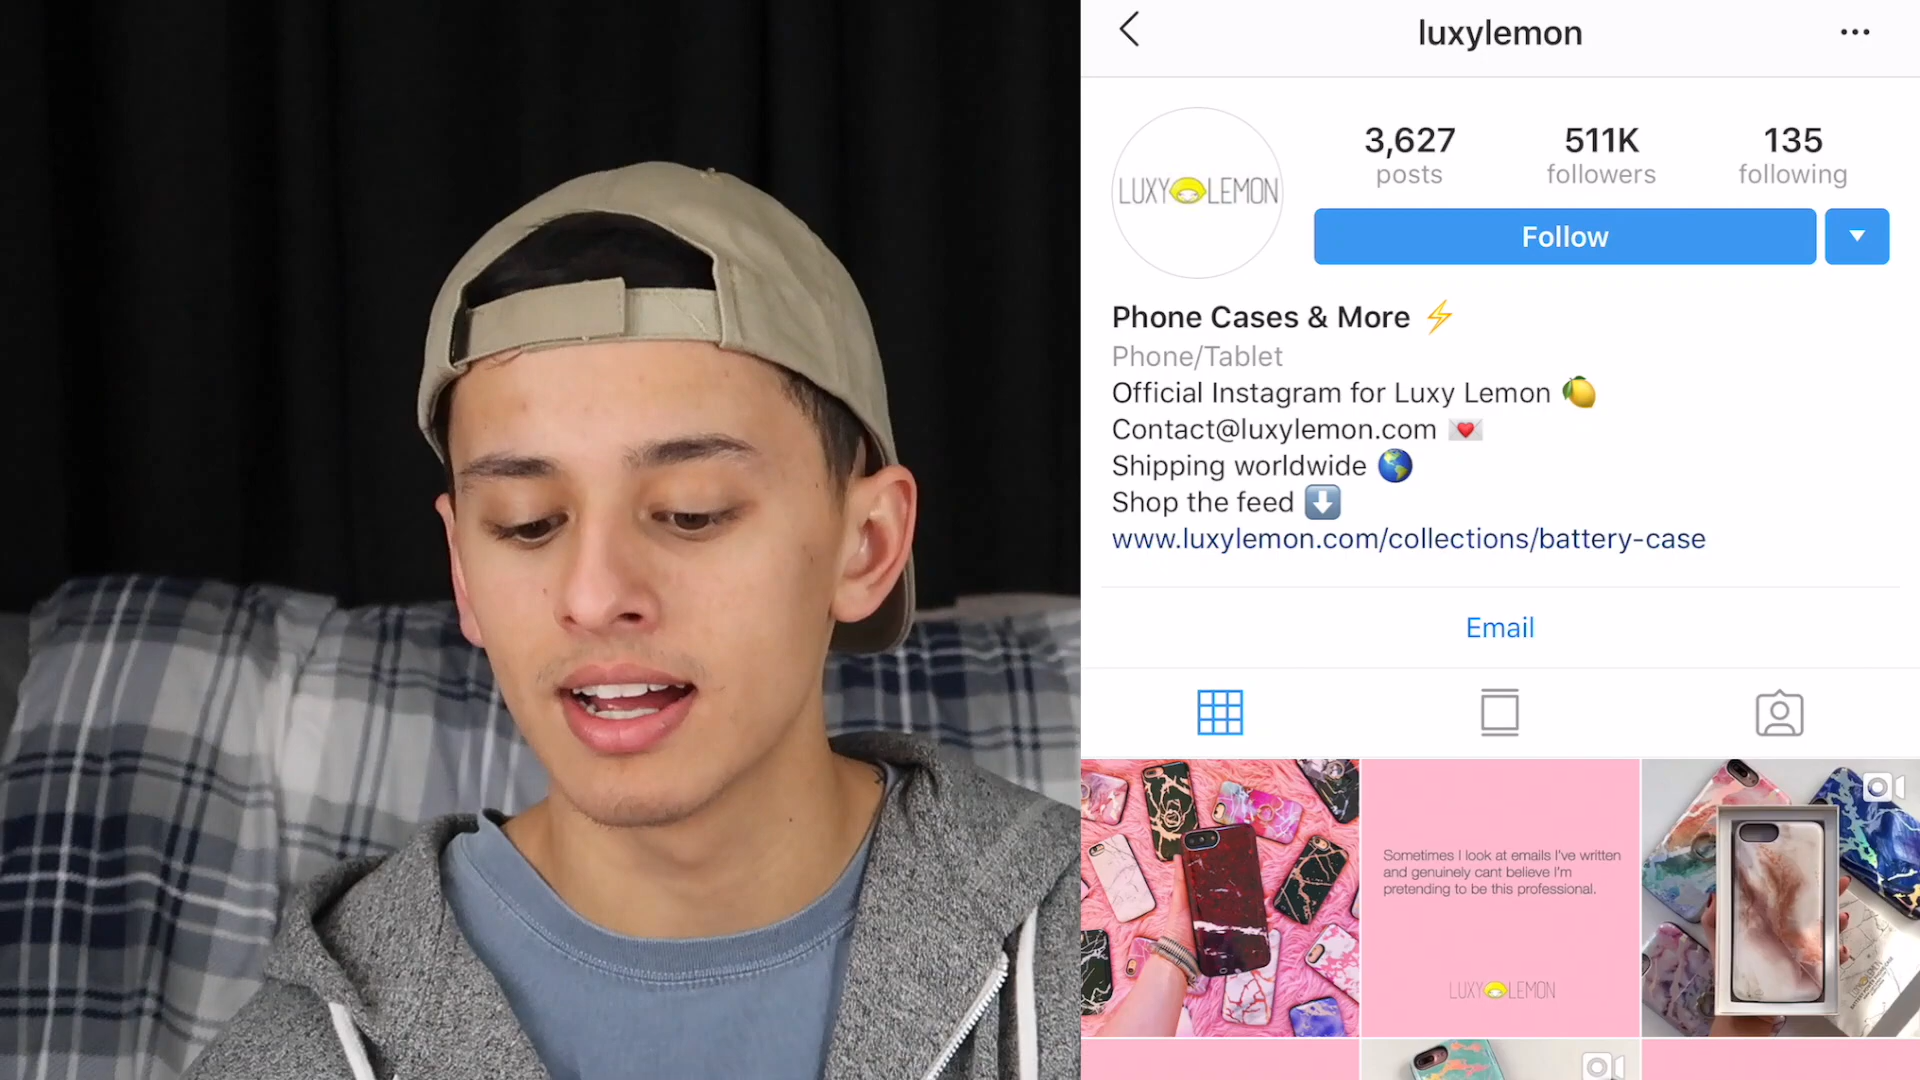 luxylemon
LUXY LEMON
3,627
posts
511K
followers
135
following
Follow
Phone Cases & More
Phone/Tablet
Official Instagram for Luxy Lemon
Contact@luxylemon.com
Shipping worldwide
Shop the feed
www.luxylemon.com/collections/battery-case
Email
Sometimes I look at emails I've written
and genuinely cant believe I'm
pretending to be this professional.
LUXY LEMON